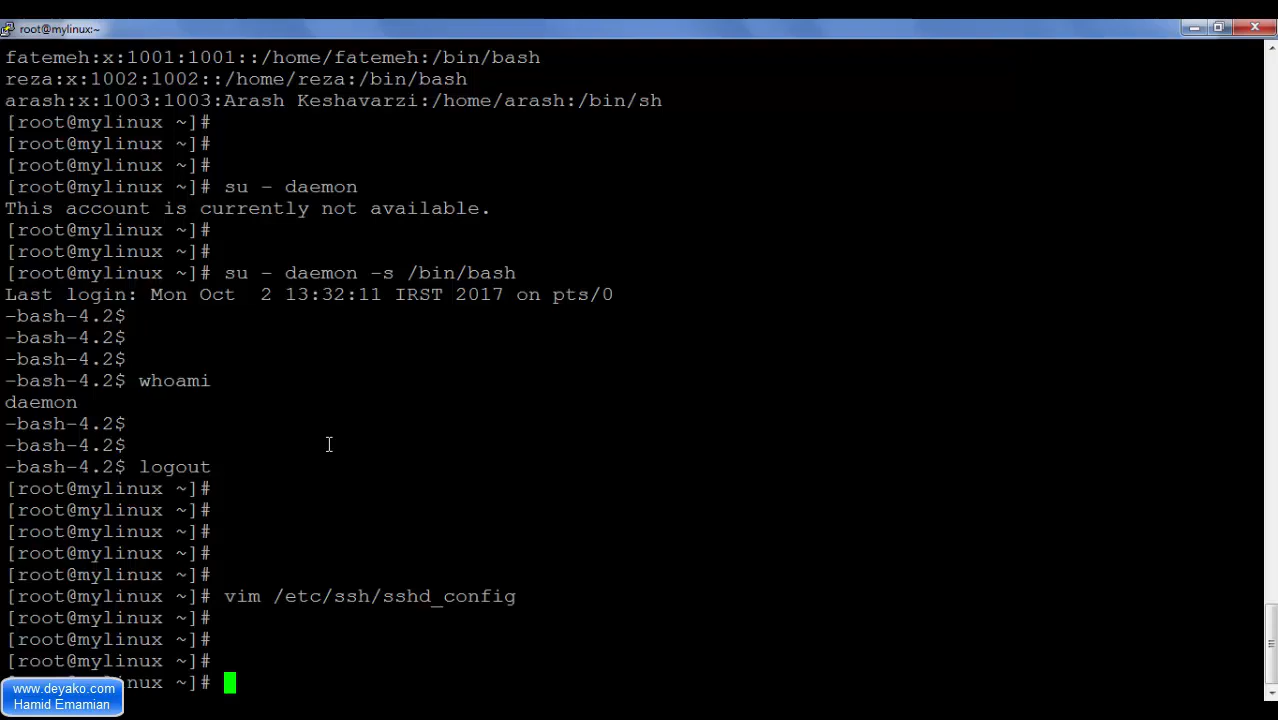 root@mylinux:~
fatemeh:x:1001:1001::/home/fatemeh:/bin/bash
reza:x:1002:1002::/home/reza:/bin/bash
arash:x:1003:1003:Arash Keshavarzi:/home/arash:/bin/sh
[root@mylinux ~]#
[root@mylinux ~]#
[root@mylinux ~]#
[root@mylinux ~]# su - daemon
This account is currently not available.
[root@mylinux ~]#
[root@mylinux ~]#
[root@mylinux ~]# su - daemon -s /bin/bash
Last login: Mon Oct  2 13:32:11 IRST 2017 on pts/0
-bash-4.2$
-bash-4.2$
-bash-4.2$
-bash-4.2$ whoami
daemon
-bash-4.2$
-bash-4.2$
-bash-4.2$ logout
[root@mylinux ~]#
[root@mylinux ~]#
[root@mylinux ~]#
[root@mylinux ~]#
[root@mylinux ~]#
[root@mylinux ~]# vim /etc/ssh/sshd_config
[root@mylinux ~]#
[root@mylinux ~]#
[root@mylinux ~]#
inux ~]#
www.deyako.com
Hamid Emamian